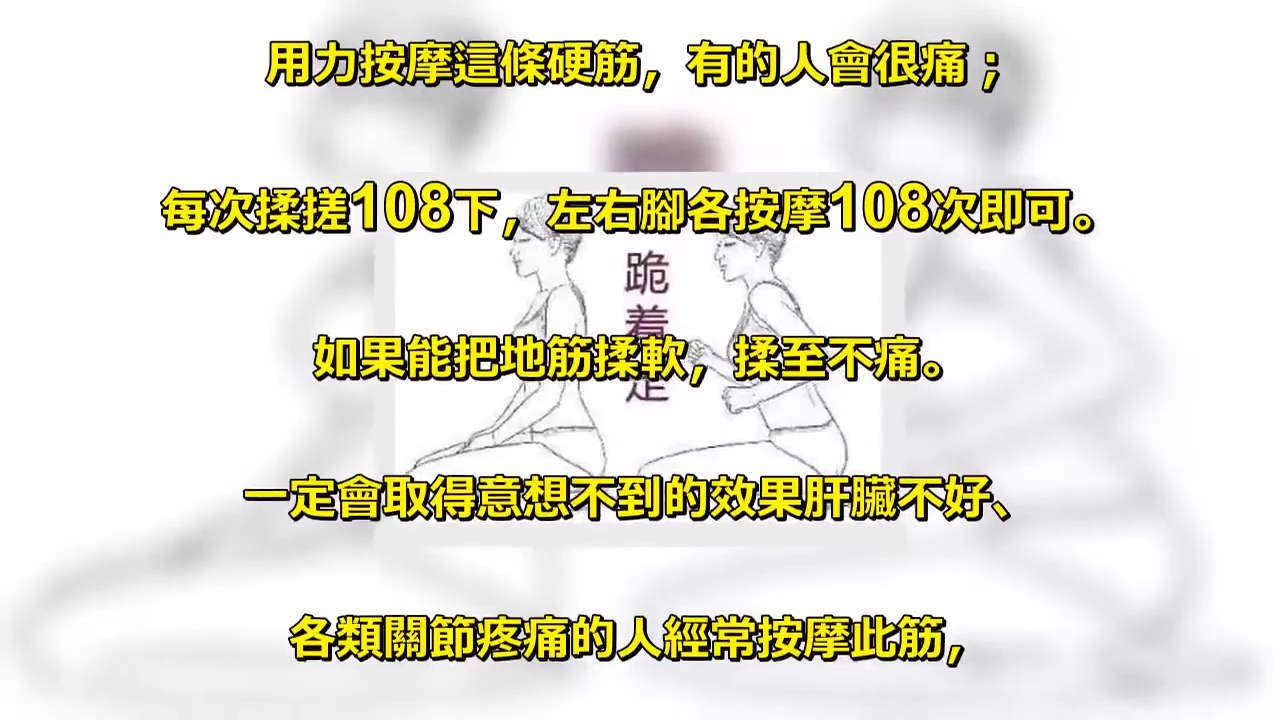 用力按摩這條硬筋，有的人會很痛；
每次揉搓108下，左右腳各按摩108次即可。
跪着走
如果能把地筋揉軟，揉至不痛。
一定會取得意想不到的效果肝臟不好、
各類關節疼痛的人經常按摩此筋，